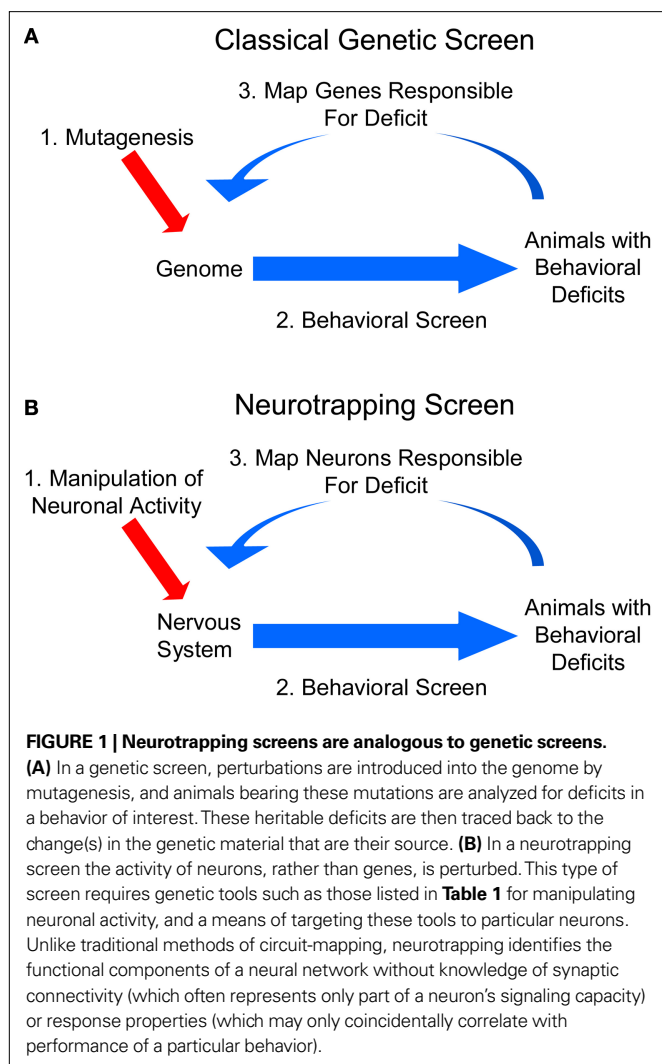 A
Classical Genetic Screen
3. Map Genes Responsible
For Deficit
1. Mutagenesis
Genome
Animals with
Behavioral
Deficits
2. Behavioral Screen
B
Neurotrapping Screen
3. Map Neurons Responsible
For Deficit
1. Manipulation of
Neuronal Activity
Nervous
System
Animals with
Behavioral
Deficits
2. Behavioral Screen
FIGURE 1 | Neurotrapping screens are analogous to genetic screens.
(A) In a genetic screen, perturbations are introduced into the genome by
mutagenesis, and animals bearing these mutations are analyzed for deficits in
a behavior of interest. These heritable deficits are then traced back to the
change(s) in the genetic material that are their source. (B) In a neurotrapping
screen the activity of neurons, rather than genes, is perturbed. This type of
screen requires genetic tools such as those listed in Table 1 for manipulating
neuronal activity, and a means of targeting these tools to particular neurons.
Unlike traditional methods of circuit-mapping, neurotrapping identifies the
functional components of a neural network without knowledge of synaptic
connectivity (which often represents only part of a neuron's signaling capacity)
or response properties (which may only coincidentally correlate with
performance of a particular behavior).